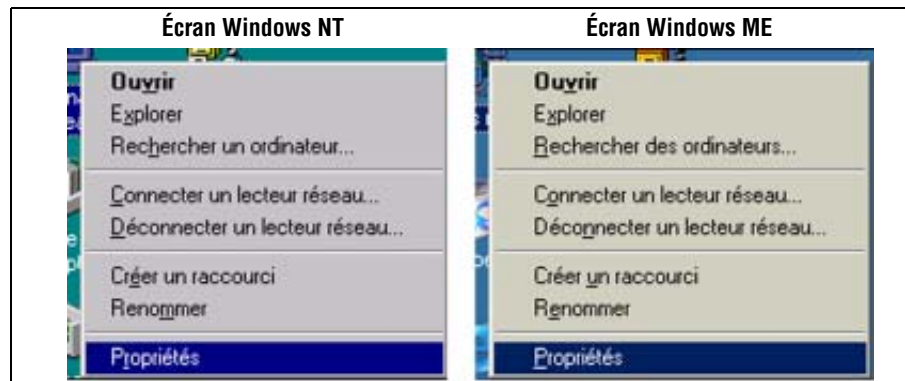 Écran Windows NT
Écran Windows ME
Ouvrir
Explorer
Rechercher un ordinateur...
Connecter un lecteur réseau...
Déconnecter un lecteur réseau...
Créer un raccourci
Renommer
Propriétés
Ouvrir
Explorer
Rechercher des ordinateurs...
Connecter un lecteur réseau...
Déconnecter un lecteur réseau...
Créer un raccourci
Renommer
Propriétés